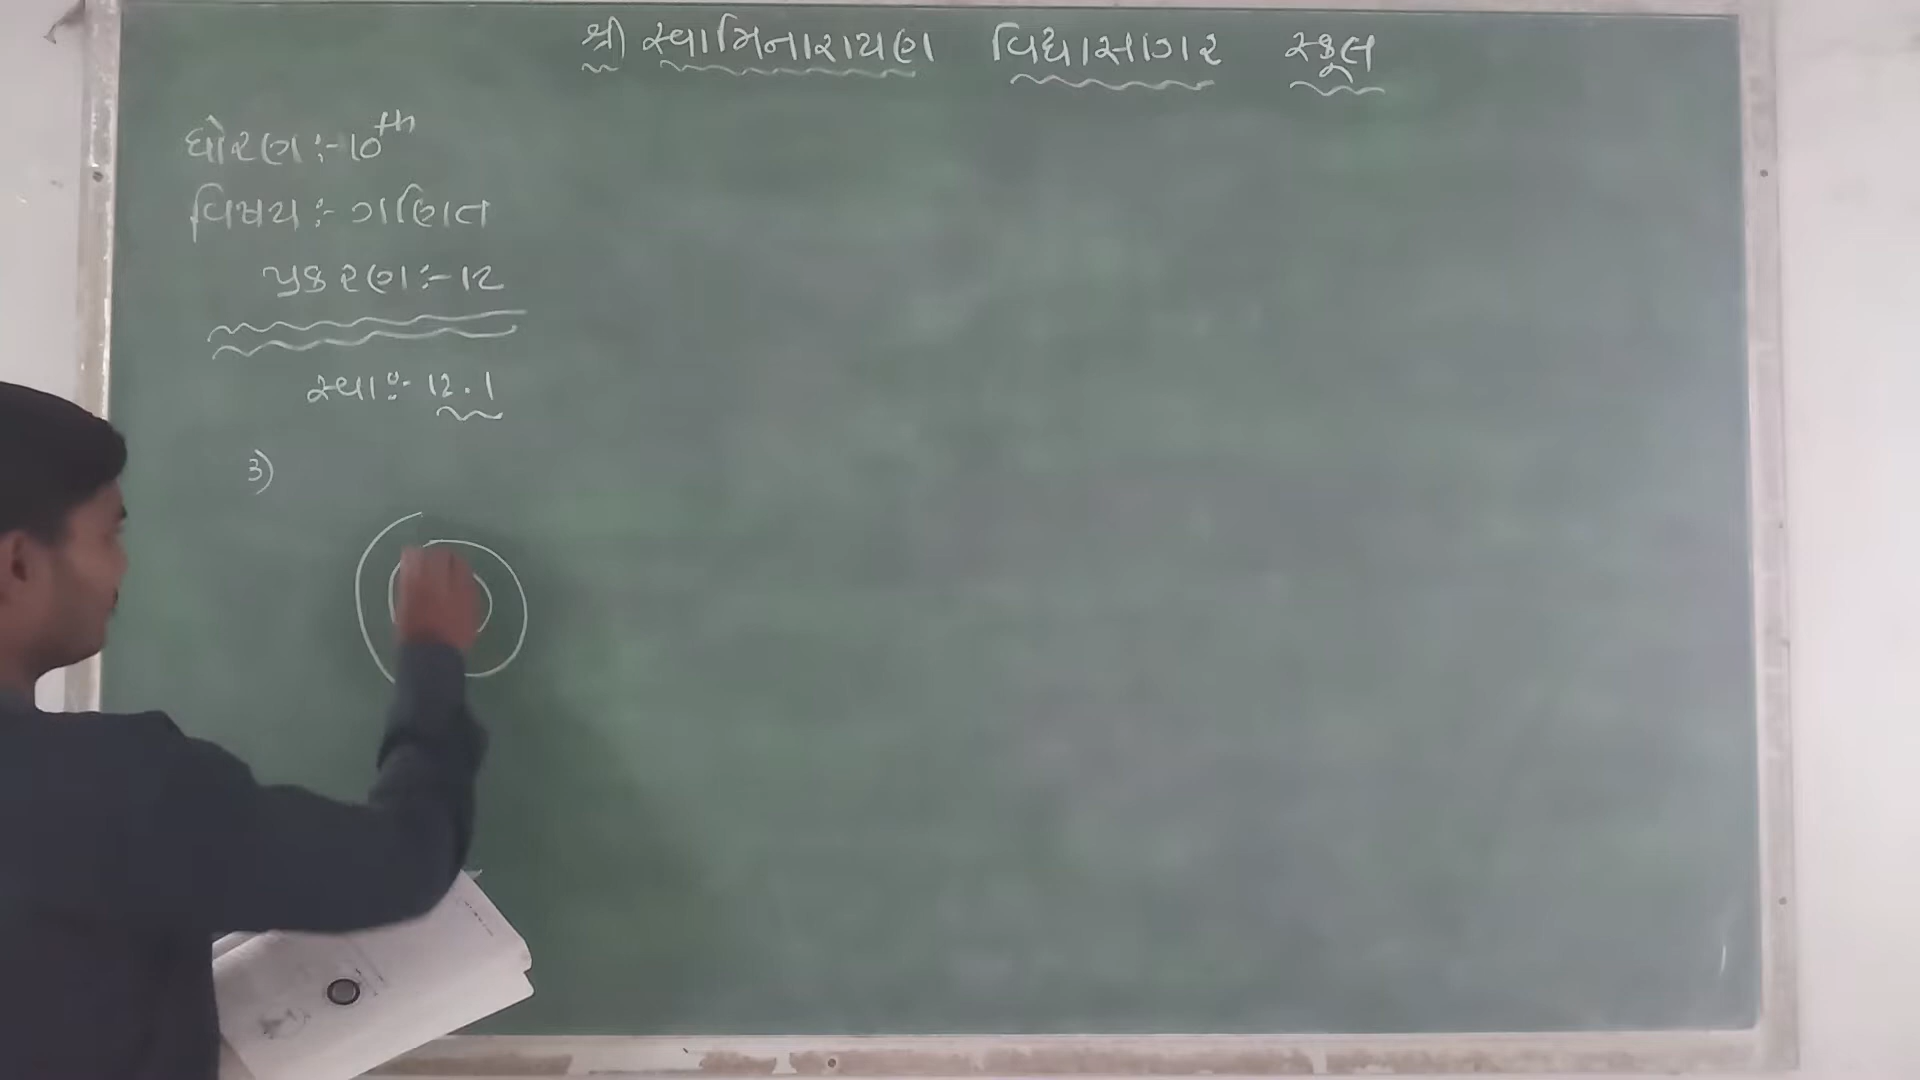 શ્રી સ્વામિનારાયણ વિદ્યાસાગર સ્કૂલ
ધોરણ :- 10th
વિષય :- ગણિત
પ્રકરણ :- 12
સ્વા :- 12.1
3)